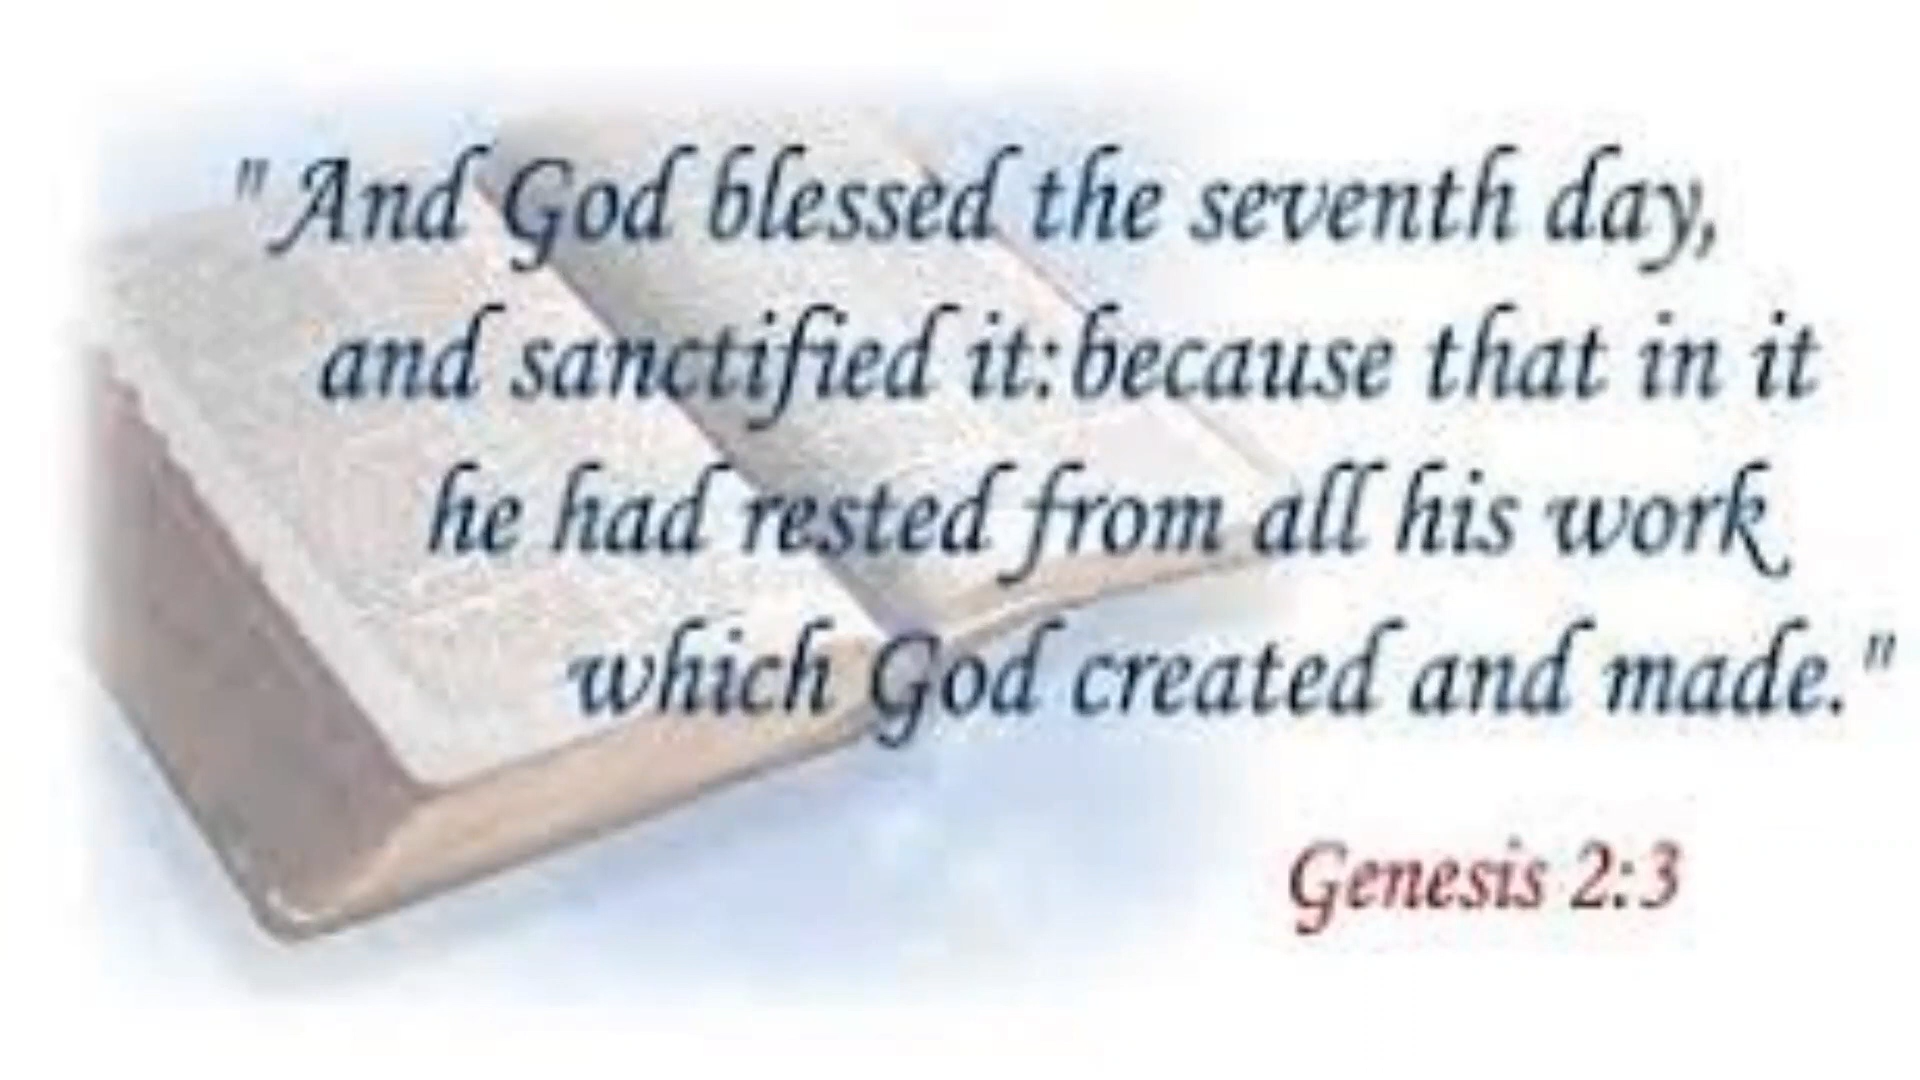 " And God blessed the seventh day,
and sanctified it:because that in it
he had rested from all his work
which God created and made."
Genesis 2:3